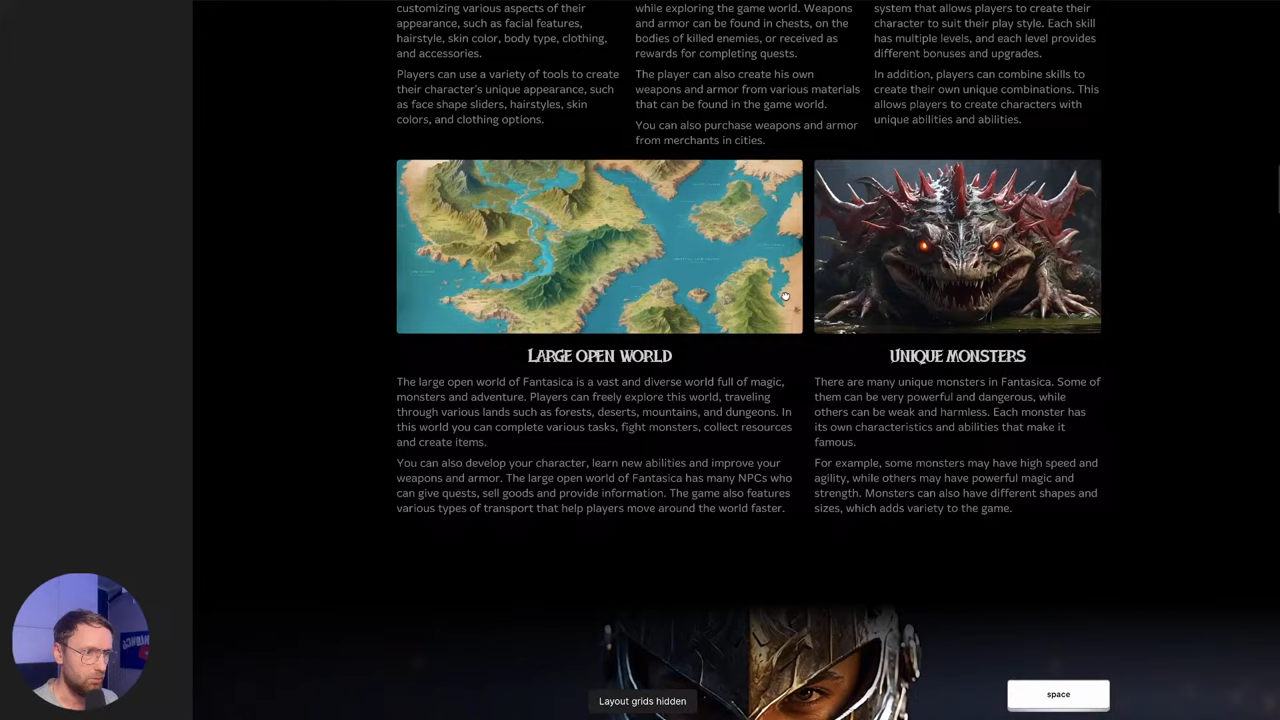 customizing various aspects of their
appearance, such as facial features,
hairstyle, skin color, body type, clothing,
and accessories.
Players can use a variety of tools to create
their character's unique appearance, such
as face shape sliders, hairstyles, skin
colors, and clothing options.
while exploring the game world. Weapons
and armor can be found in chests, on the
bodies of killed enemies, or received as
rewards for completing quests.
The player can also create his own
weapons and armor from various materials
that can be found in the game world.
You can also purchase weapons and armor
from merchants in cities.
system that allows players to create their
character to suit their play style. Each skill
has multiple levels, and each level provides
different bonuses and upgrades.
In addition, players can combine skills to
create their own unique combinations. This
allows players to create characters with
unique abilities and abilities.
LARGE OPEN WORLD
The large open world of Fantasica is a vast and diverse world full of magic,
monsters and adventure. Players can freely explore this world, traveling
through various lands such as forests, deserts, mountains, and dungeons. In
this world you can complete various tasks, fight monsters, collect resources
and create items.
You can also develop your character, learn new abilities and improve your
weapons and armor. The large open world of Fantasica has many NPCs who
can give quests, sell goods and provide information. The game also features
various types of transport that help players move around the world faster.
UNIQUE MONSTERS
There are many unique monsters in Fantasica. Some of
them can be very powerful and dangerous, while
others can be weak and harmless. Each monster has
its own characteristics and abilities that make it
famous.
For example, some monsters may have high speed and
agility, while others may have powerful magic and
strength. Monsters can also have different shapes and
sizes, which adds variety to the game.
Layout grids hidden
space